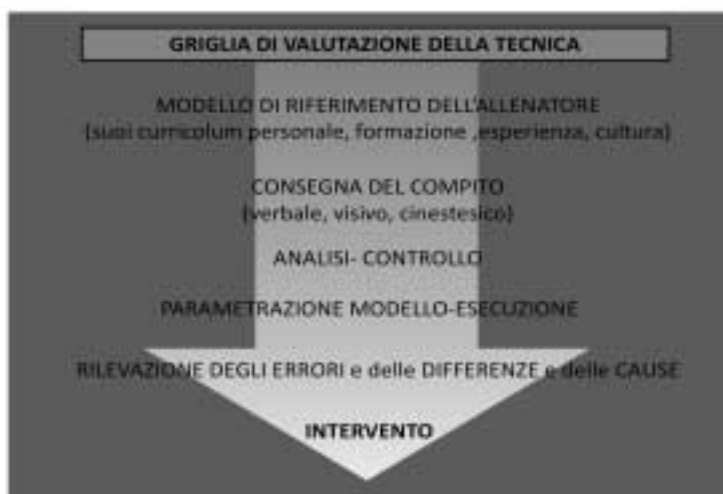 GRIGLIA DI VALUTAZIONE DELLA TECNICA
MODELLO DI RIFERIMENTO DELL'ALLENATORE
(suoi curriculum personale, formazione ,esperienza, cultura)
CONSEGNA DEL COMPITO
(verbale, visivo, cinestesico)
ANALISI- CONTROLLO
PARAMETRAZIONE MODELLO-ESECUZIONE
RILEVAZIONE DEGLI ERRORI e delle DIFFERENZE e delle CAUSE
INTERVENTO